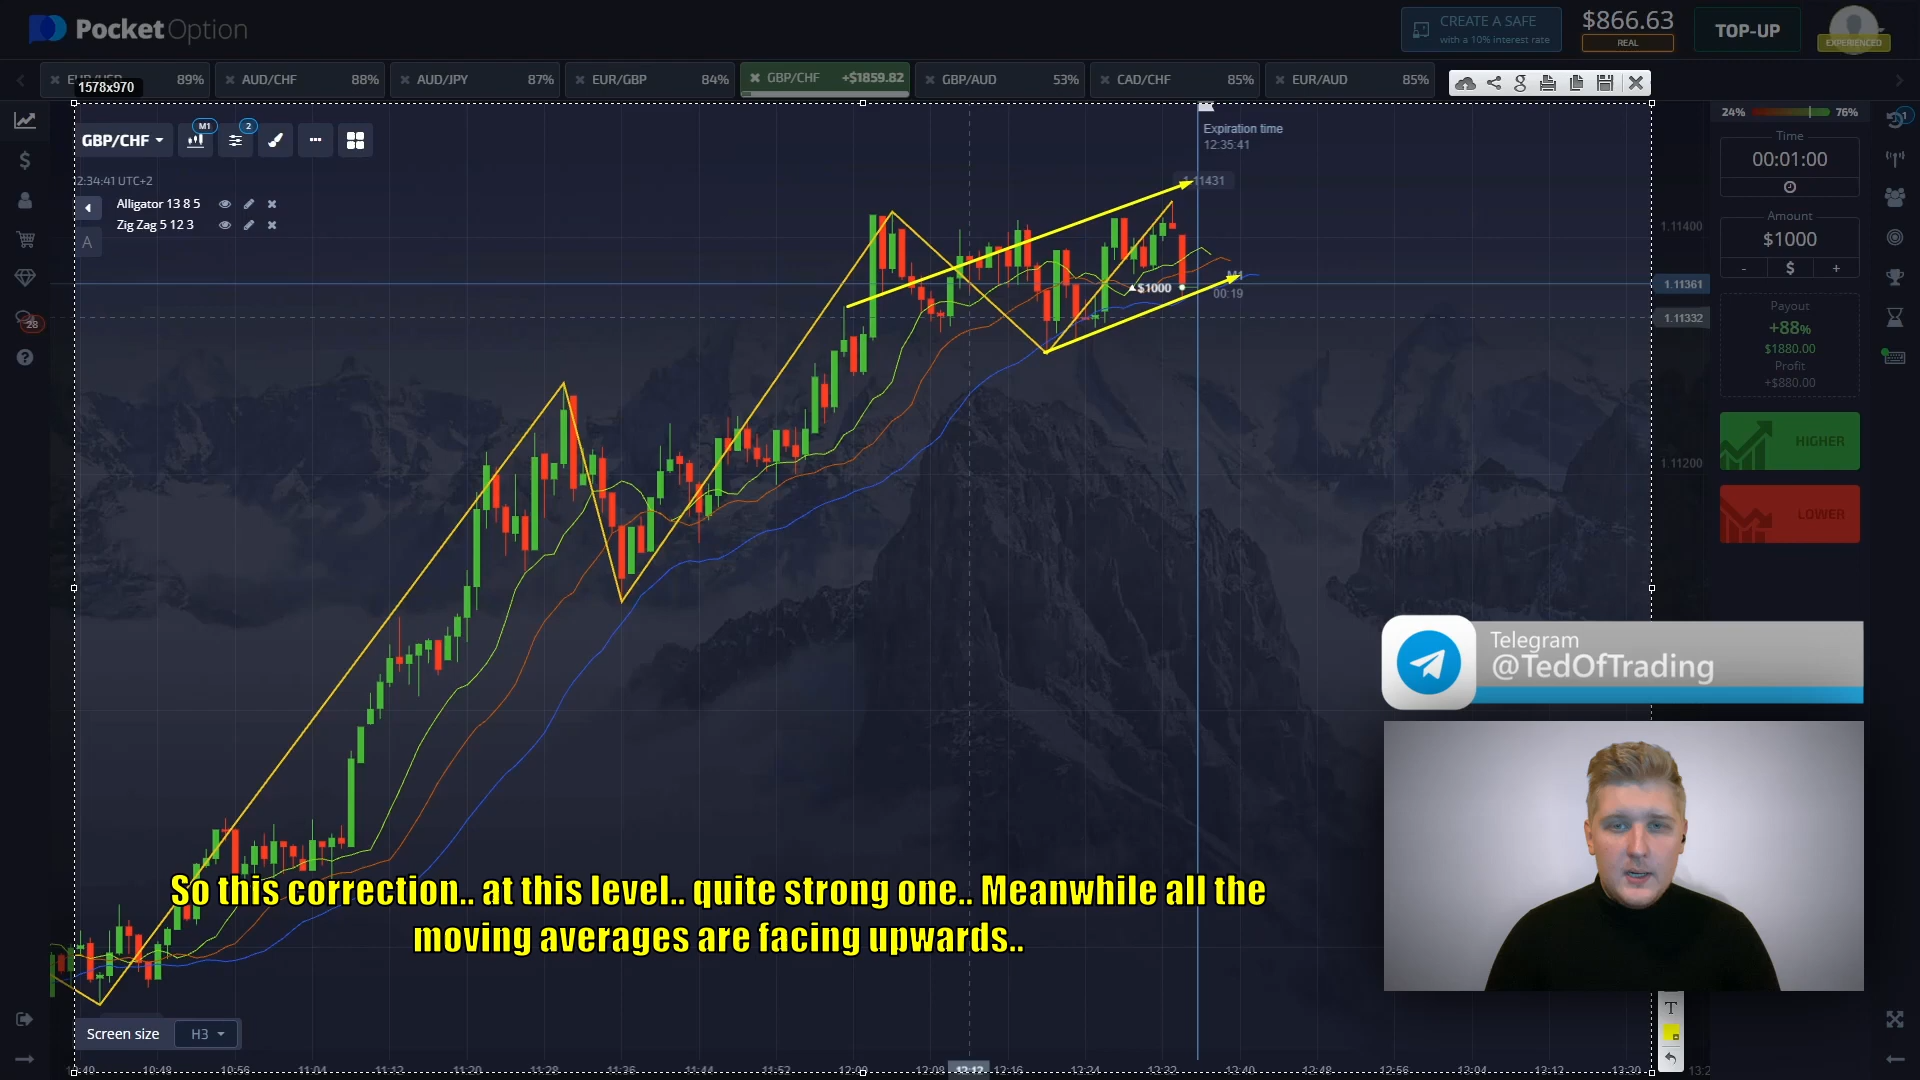 PocketOption
CREATE A SAFE
with a 10% interest rate
$866.63
REAL
TOP-UP
EXPERIENCED
89%
AUD/CHF 88%
AUD/JPY 87%
EUR/GBP 84%
GBP/CHF +$1859.82
GBP/AUD 53%
CAD/CHF 85%
EUR/AUD 85%
1578x970
GBP/CHF
M1
2
24% 76%
Time
00:01:00
Amount
$1000
- $ +
Payout
+88%
$1880.00
Profit
+$880.00
HIGHER
LOWER
Expiration time
12:35:41
Alligator 13 8 5
Zig Zag 5 12 3
A
28
1.11400
1.11361
1.11332
1.11200
$1000
M1
00:19
Telegram
@TedOfTrading
So this correction.. at this level.. quite strong one.. Meanwhile all the
moving averages are facing upwards..
Screen size H3
T